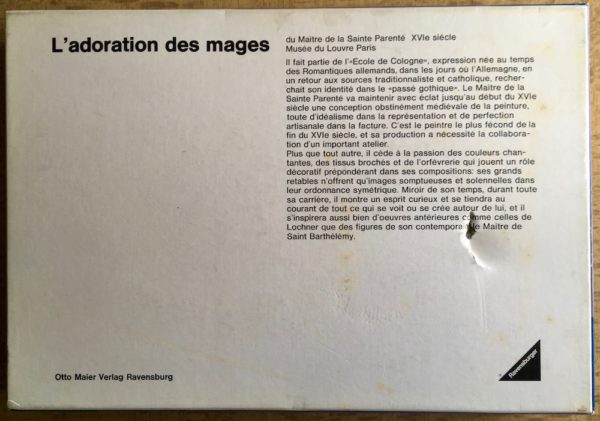 L'adoration des mages
du Maître de la Sainte Parenté XVIe siécle
Musée du Louvre Paris
Il fait partie de l'«Ecole de Cologne», expression née au temps
des Romantiques allemands, dans les jours où l'Allemagne, en
un retour aux sources traditionnaliste et catholique, recher-
chait son identité dans le «passé gothique». Le Maître de la
Sainte Parenté va maintenir avec éclat jusqu'au début du XVIe
siècle une conception obstinément médiévale de la peinture,
toute d'idéalisme dans la représentation et de perfection
artisanale dans la facture. C'est le peintre le plus fécond de la
fin du XVIe siècle, et sa production a nécessité la collabora-
tion d'un important atelier.
Plus que tout autre, il cède à la passion des couleurs chan-
tantes, des tissus brochés et de l'orfévrerie qui jouent un rôle
décoratif prépondérant dans ses compositions: ses grands
retables n'offrent qu'images somptueuses et solennelles dans
leur ordonnance symétrique. Miroir de son temps, durant toute
sa carrière, il montre un esprit curieux et se tiendra au
courant de tout ce qui se voit ou se crée autour de lui, et il
s'inspirera aussi bien d'oeuvres antérieures comme celles de
Lochner que des figures de son le Maître de
Saint Barthélémy.
Otto Maier Verlag Ravensburg
Ravensburger